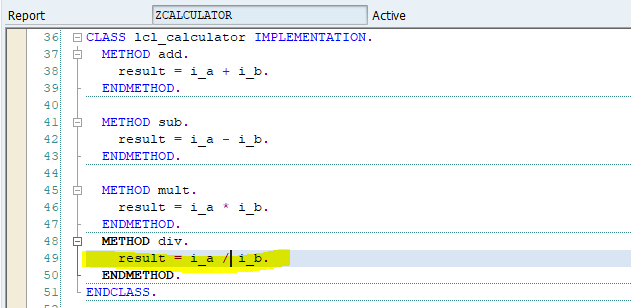 Report ZCALCULATOR Active
36 CLASS lcl_calculator IMPLEMENTATION.
37 METHOD add.
38 result = i_a + i_b.
39 ENDMETHOD.
40
41 METHOD sub.
42 result = i_a - i_b.
43 ENDMETHOD.
44
45 METHOD mult.
46 result = i_a * i_b.
47 ENDMETHOD.
48 METHOD div.
49 result = i_a / i_b.
50 ENDMETHOD.
51 ENDCLASS.